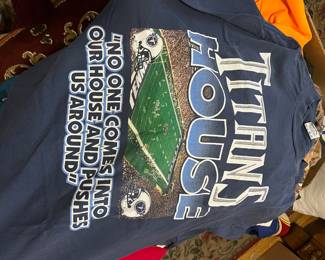 TITANS
HOUSE
"NO ONE COMES INTO
OUR HOUSE AND PUSHES
US AROUND"